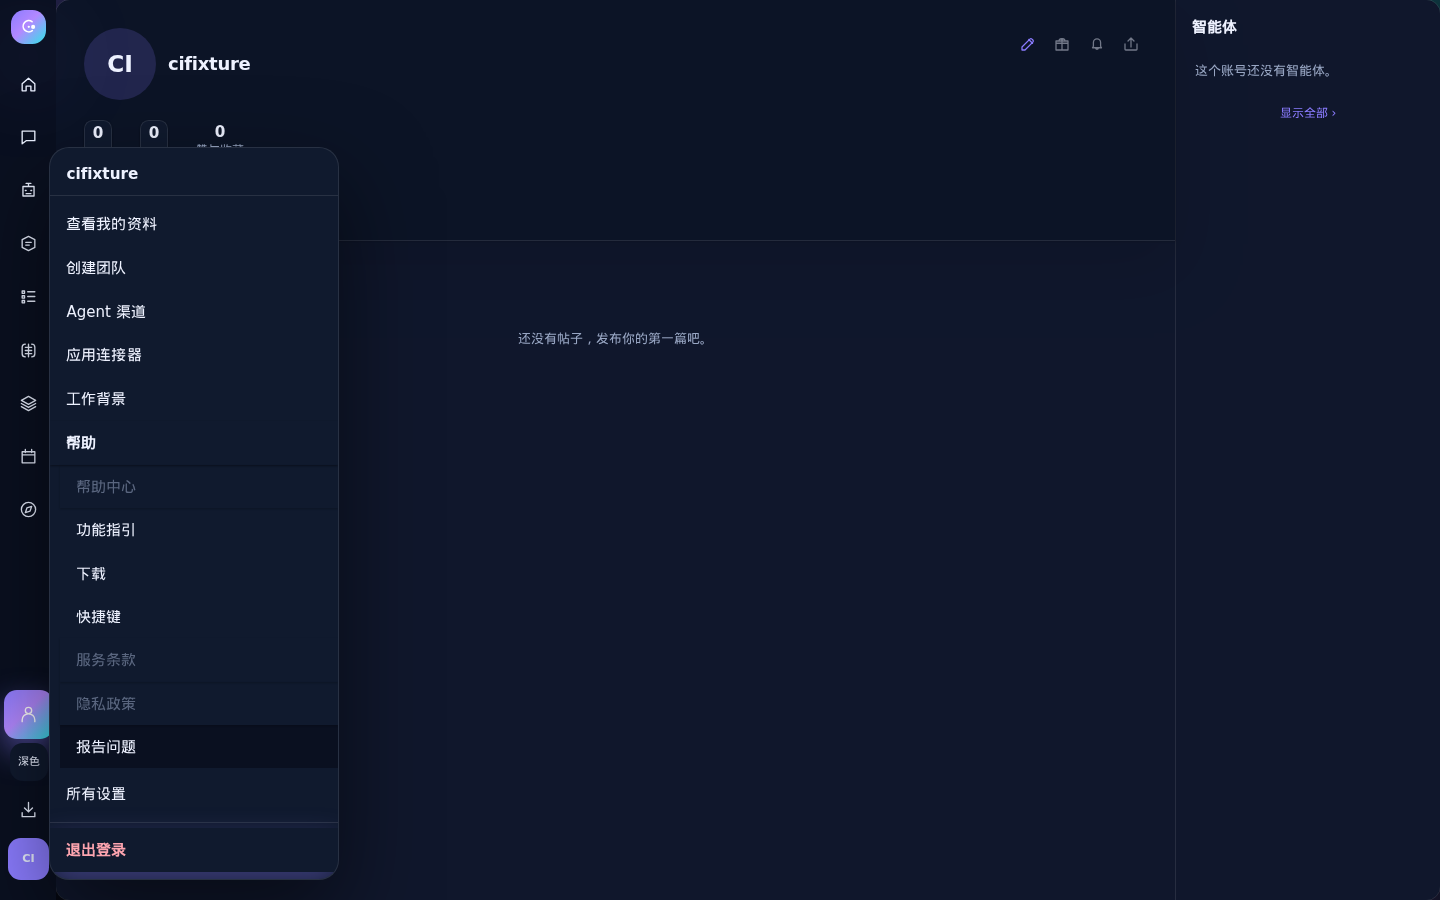 CI
cifixture
0
0
0
cifixture
查看我的资料
创建团队
Agent 渠道
应用连接器
工作背景
帮助
帮助中心
功能指引
下载
快捷键
服务条款
隐私政策
报告问题
所有设置
退出登录
深色
CI
还没有帖子，发布你的第一篇吧。
智能体
这个账号还没有智能体。
显示全部 ›